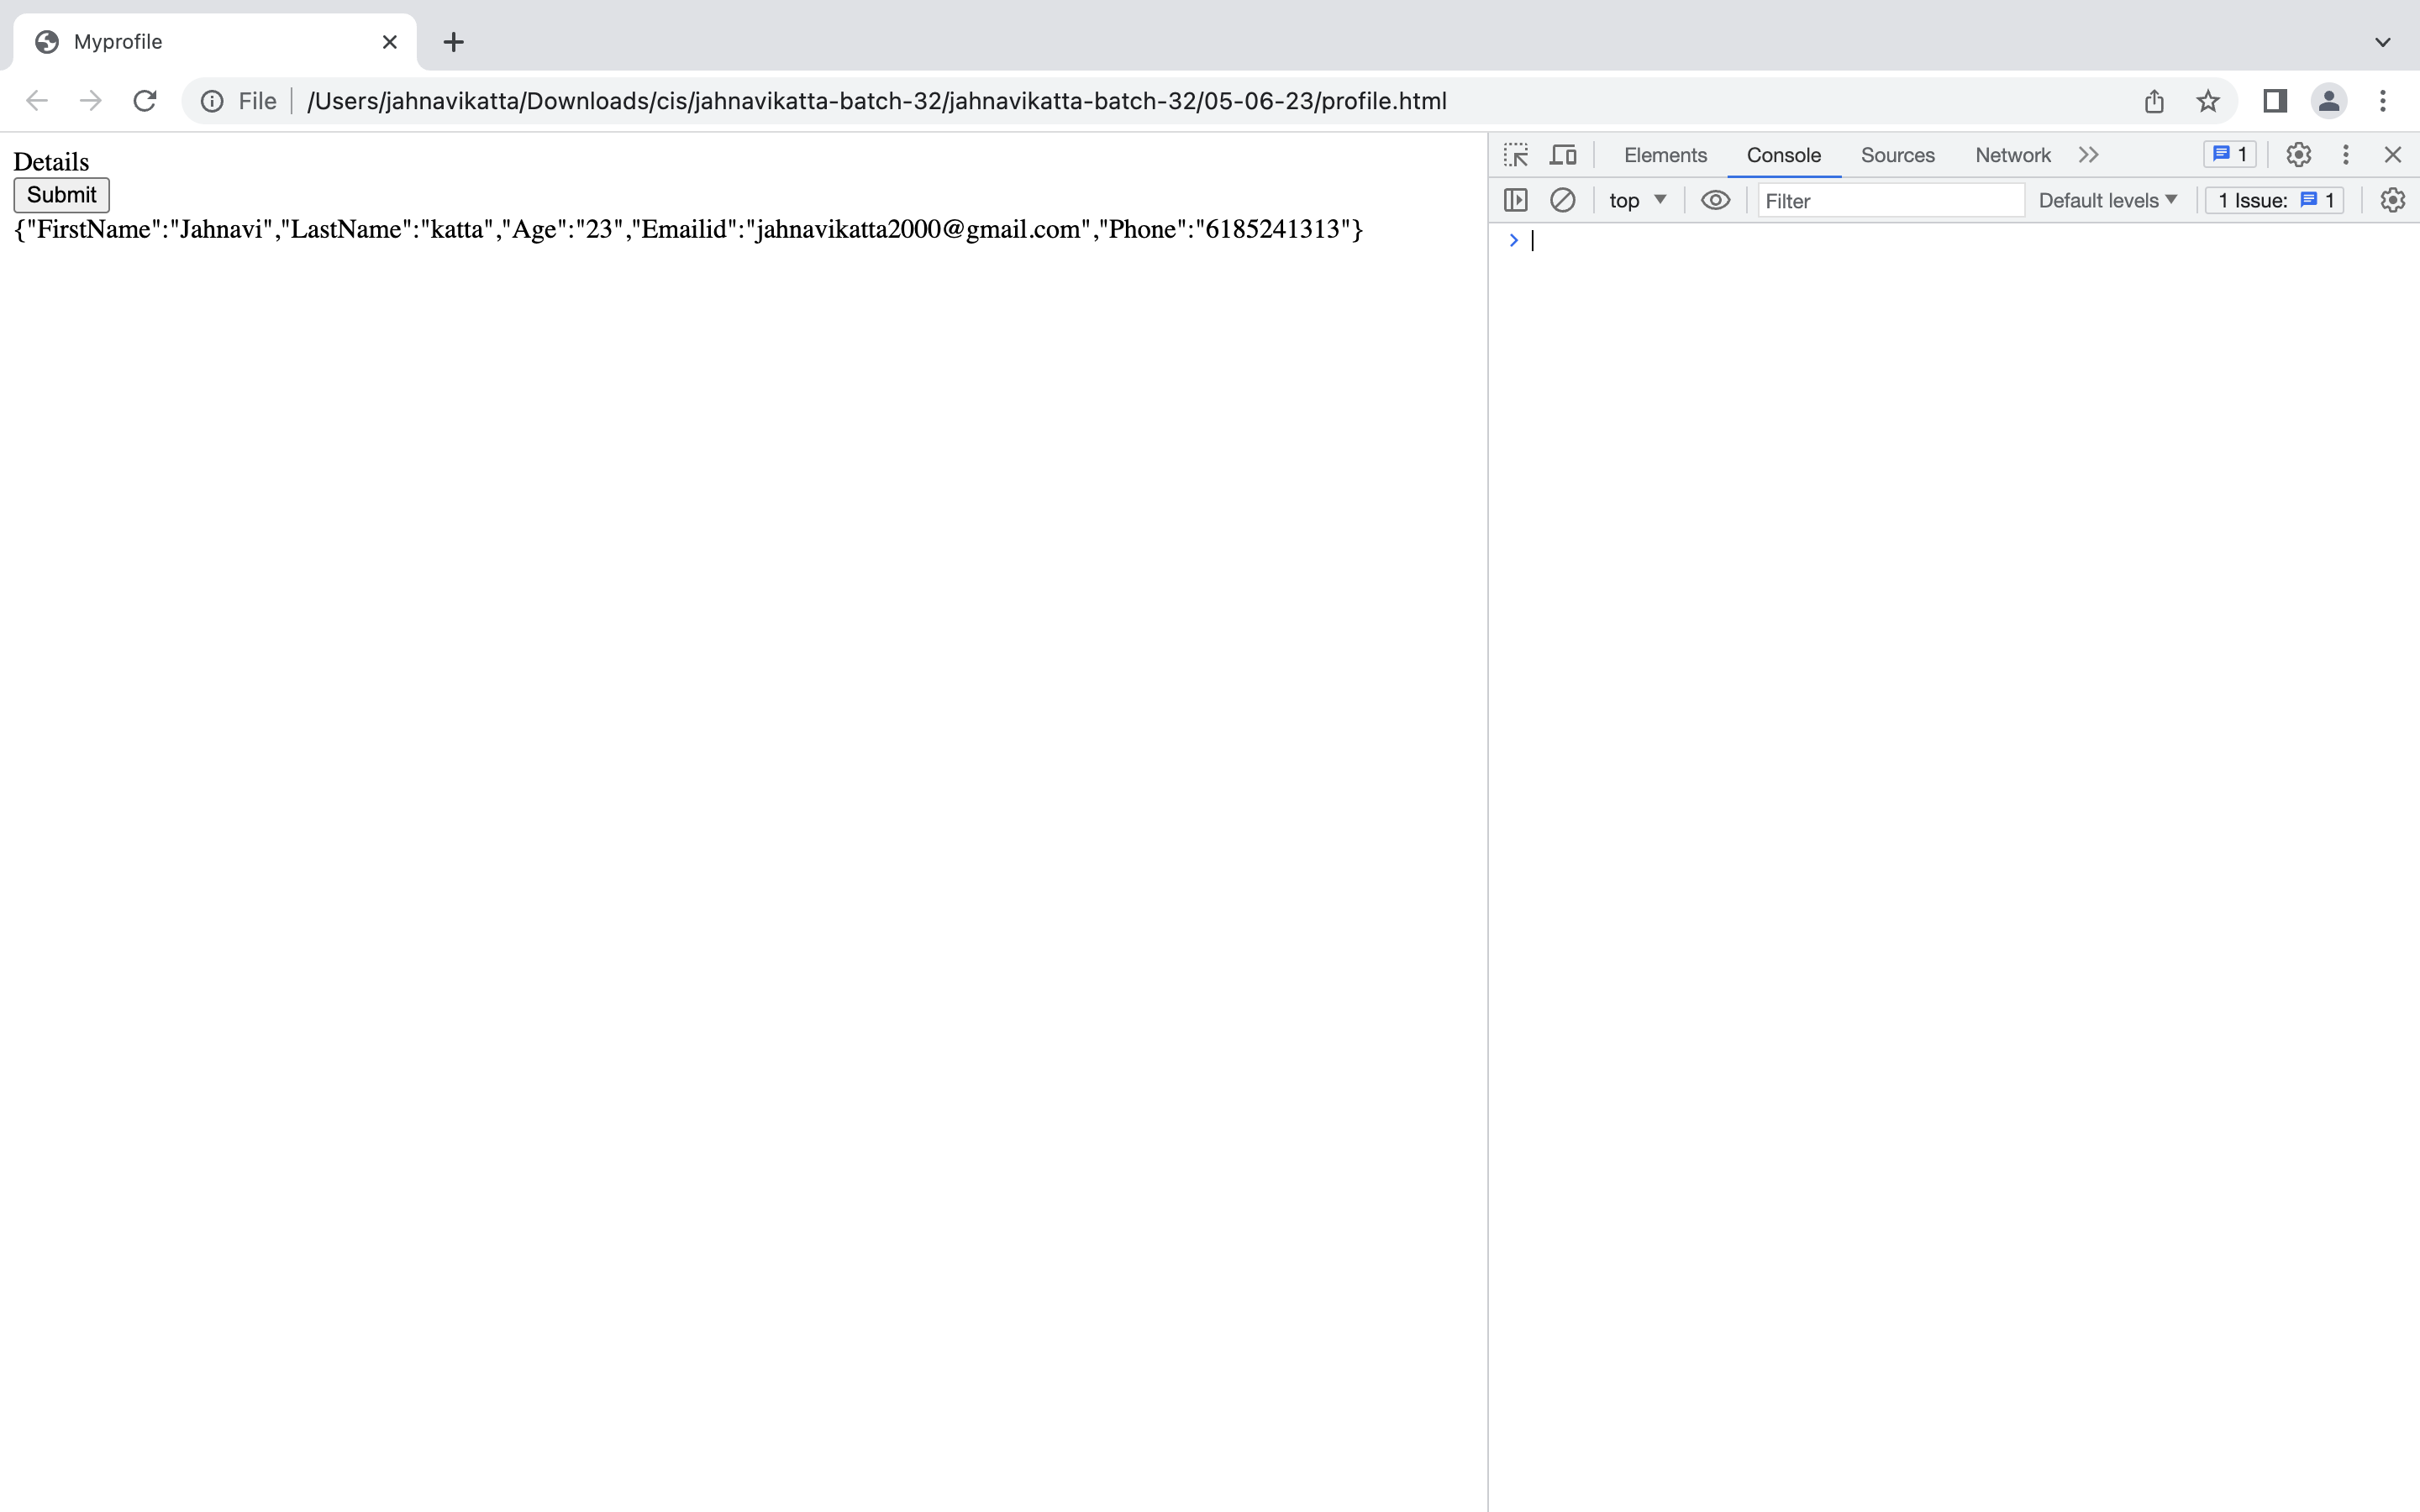 Myprofile
File /Users/jahnavikatta/Downloads/cis/jahnavikatta-batch-32/jahnavikatta-batch-32/05-06-23/profile.html
Details
Submit
{"FirstName":"Jahnavi","LastName":"katta","Age":"23","Emailid":"jahnavikatta2000@gmail.com","Phone":"6185241313"}
Elements Console Sources Network 1
top Filter Default levels 1 Issue: 1